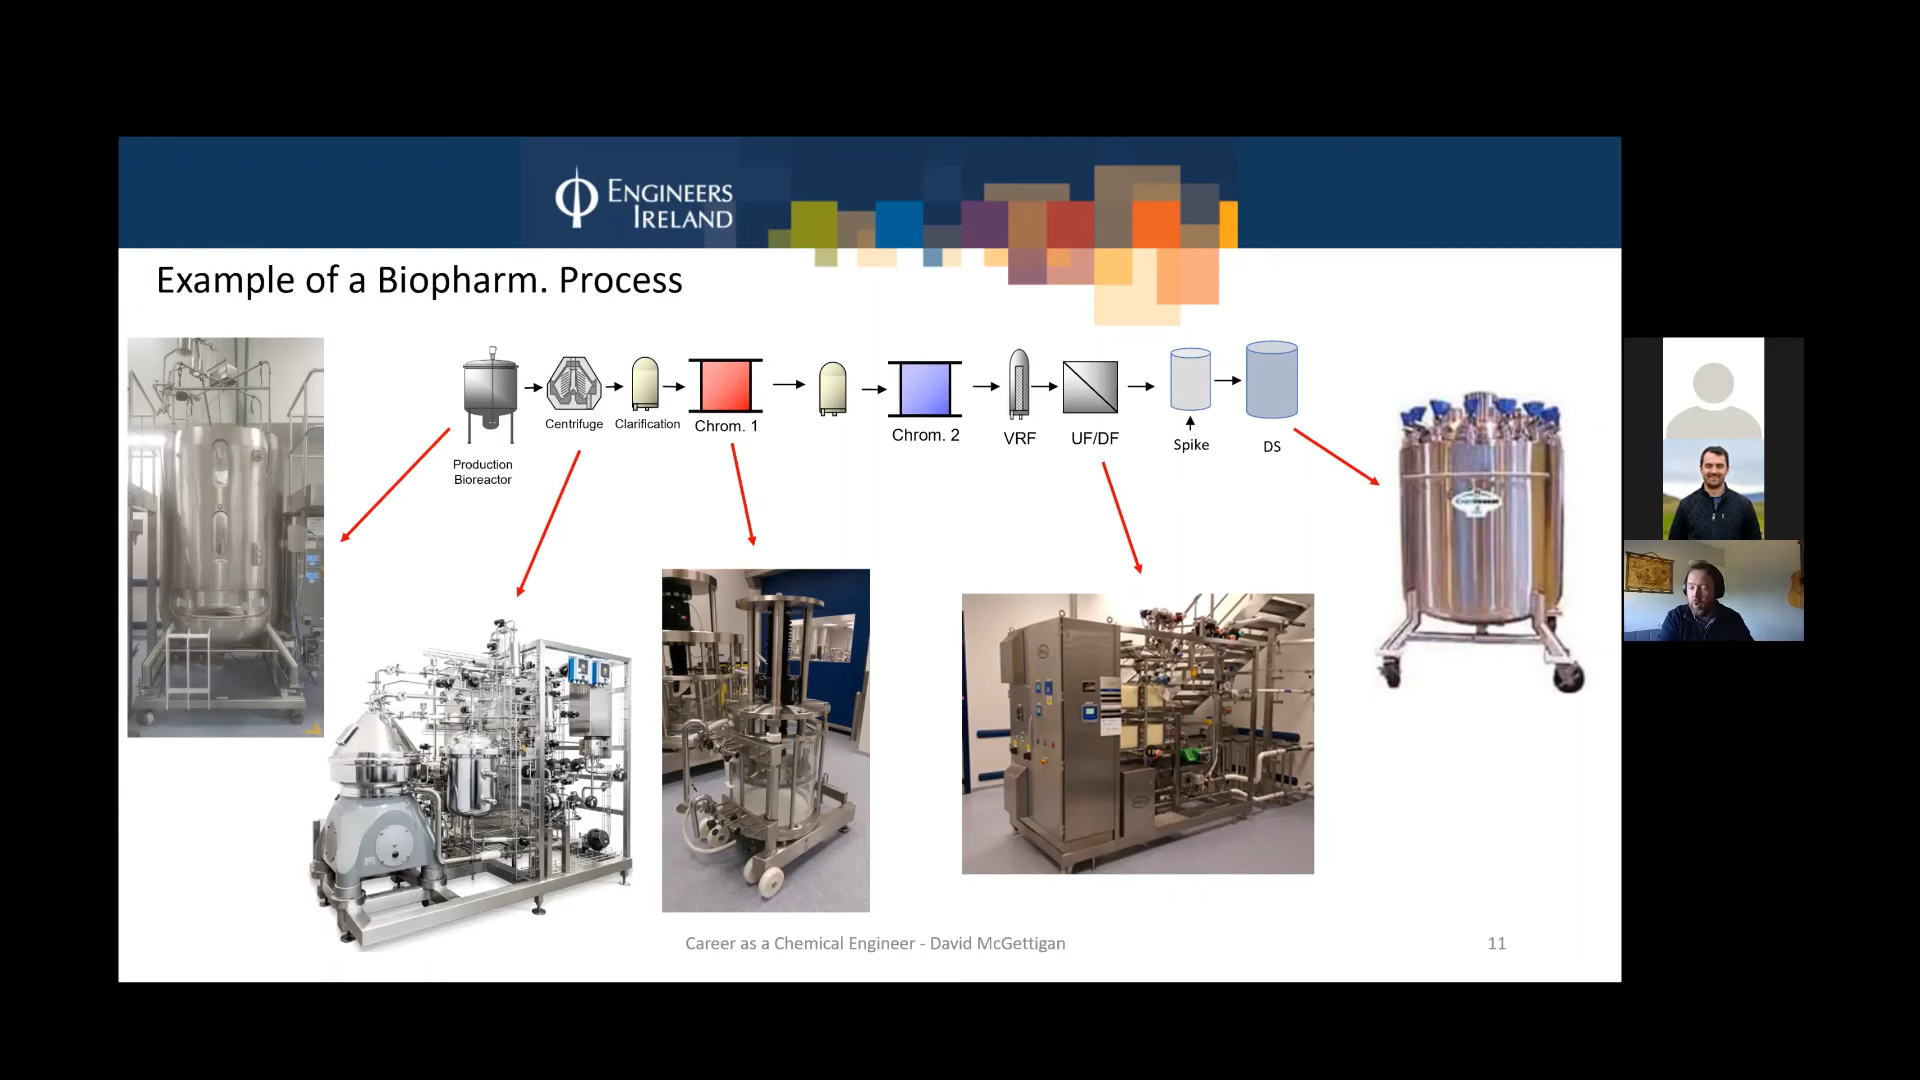 ENGINEERS
IRELAND
Example of a Biopharm. Process
Production
Bioreactor
Centrifuge
Clarification
Chrom. 1
Chrom. 2
VRF
UF/DF
Spike
DS
Career as a Chemical Engineer - David McGettigan
11